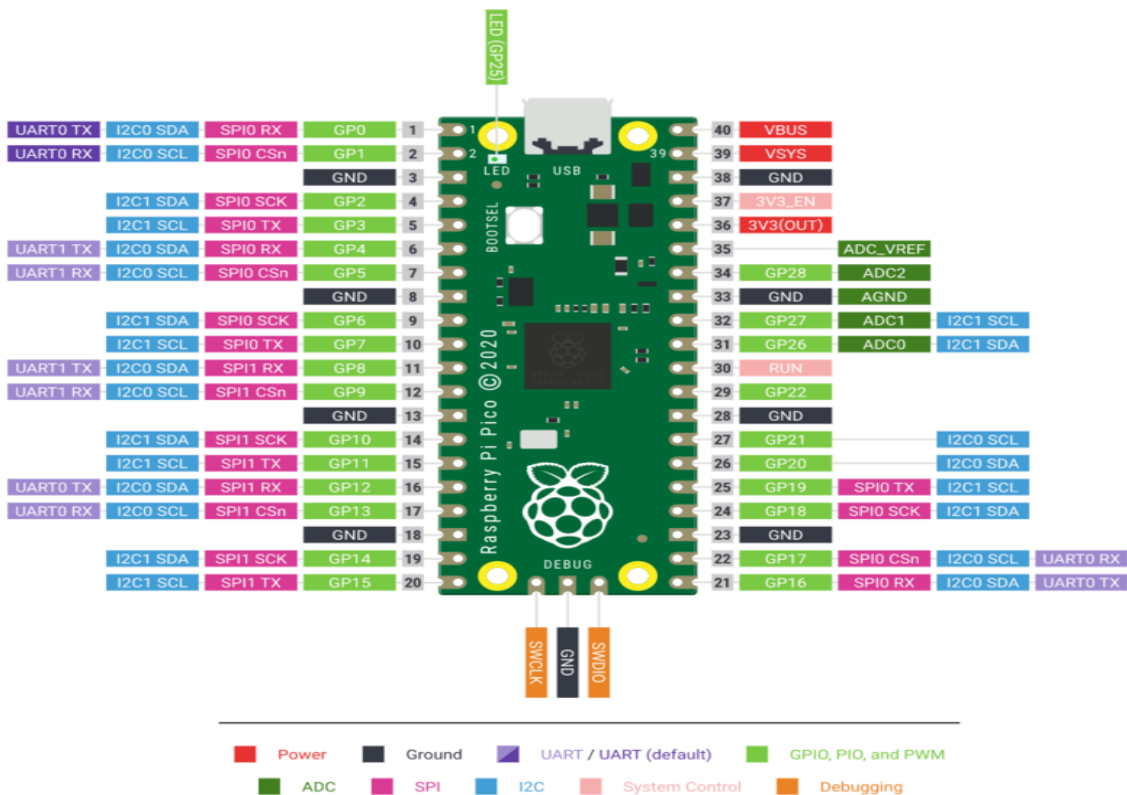 LED (GP25)
UART0 TX I2C0 SDA SPI0 RX GP0 1 1 40 VBUS
UART0 RX I2C0 SCL SPI0 CSn GP1 2 2 LED USB 39 39 VSYS
GND 3 38 GND
I2C1 SDA SPI0 SCK GP2 4 37 3V3_EN
I2C1 SCL SPI0 TX GP3 5 BOOTSEL 36 3V3(OUT)
UART1 TX I2C0 SDA SPI0 RX GP4 6 35 ADC_VREF
UART1 RX I2C0 SCL SPI0 CSn GP5 7 34 GP28 ADC2
GND 8 33 GND AGND
I2C1 SDA SPI0 SCK GP6 9 32 GP27 ADC1 I2C1 SCL
I2C1 SCL SPI0 TX GP7 10 31 GP26 ADC0 I2C1 SDA
UART1 TX I2C0 SDA SPI1 RX GP8 11 30 RUN
UART1 RX I2C0 SCL SPI1 CSn GP9 12 29 GP22
GND 13 28 GND
I2C1 SDA SPI1 SCK GP10 14 27 GP21 I2C0 SCL
I2C1 SCL SPI1 TX GP11 15 26 GP20 I2C0 SDA
UART0 TX I2C0 SDA SPI1 RX GP12 16 25 GP19 SPI0 TX I2C1 SCL
UART0 RX I2C0 SCL SPI1 CSn GP13 17 24 GP18 SPI0 SCK I2C1 SDA
GND 18 23 GND
I2C1 SDA SPI1 SCK GP14 19 22 GP17 SPI0 CSn I2C0 SCL UART0 RX
I2C1 SCL SPI1 TX GP15 20 21 GP16 SPI0 RX I2C0 SDA UART0 TX
Raspberry Pi Pico © 2020
DEBUG
SWCLK GND SWDIO
Power Ground UART / UART (default) GPIO, PIO, and PWM
ADC SPI I2C System Control Debugging